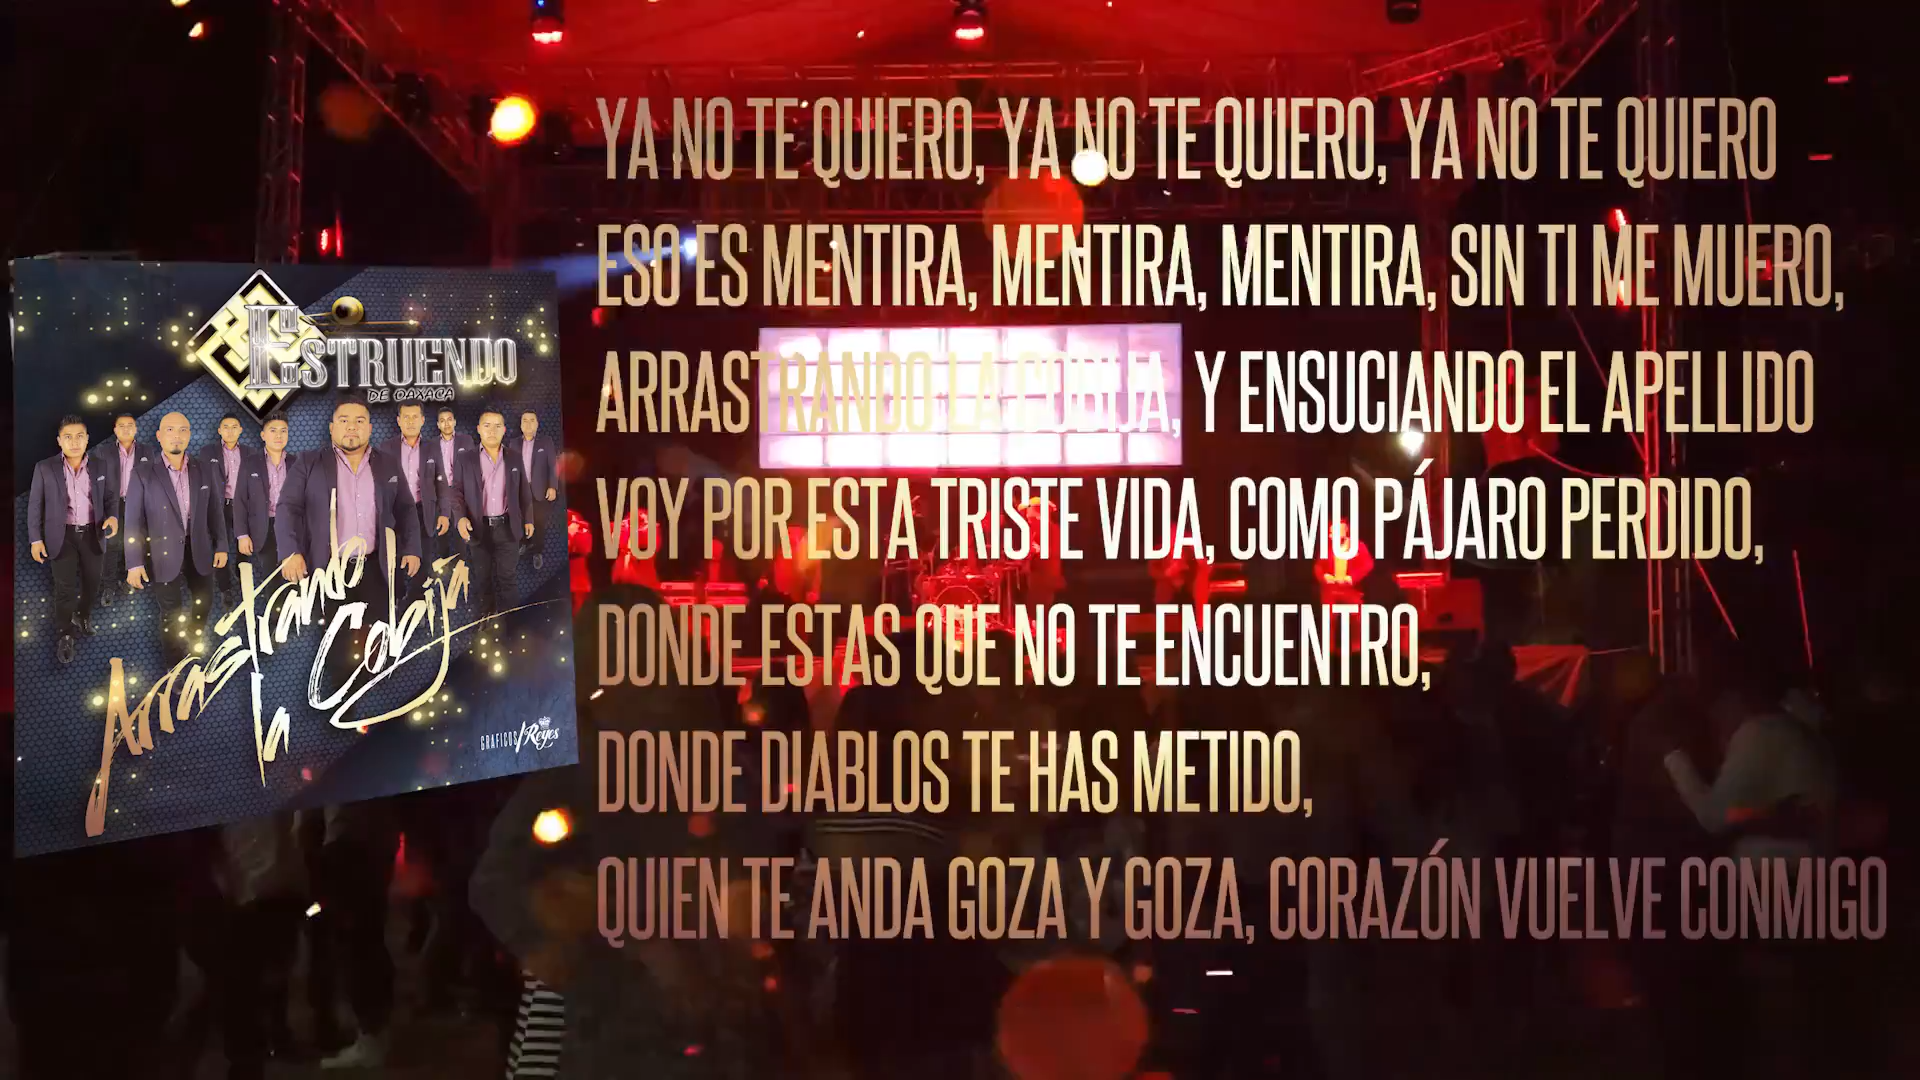 ESTRUENDO
DE OAXACA
Arrastrando
la Cobija
GRAFICOS/Reyes
YA NO TE QUIERO, YA NO TE QUIERO, YA NO TE QUIERO
ESO ES MENTIRA, MENTIRA, MENTIRA, SIN TI ME MUERO,
ARRASTRANDO LA COBIJA, Y ENSUCIANDO EL APELLIDO
VOY POR ESTA TRISTE VIDA, COMO PÁJARO PERDIDO,
DONDE ESTAS QUE NO TE ENCUENTRO,
DONDE DIABLOS TE HAS METIDO,
QUIEN TE ANDA GOZA Y GOZA, CORAZÓN VUELVE CONMIGO